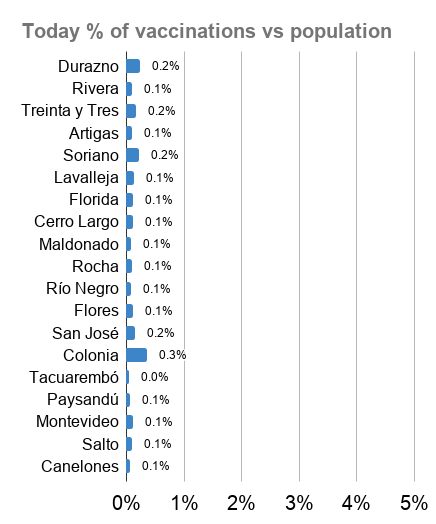 Today % of vaccinations vs population
Durazno 0.2%
Rivera 0.1%
Treinta y Tres 0.2%
Artigas 0.1%
Soriano 0.2%
Lavalleja 0.1%
Florida 0.1%
Cerro Largo 0.1%
Maldonado 0.1%
Rocha 0.1%
Río Negro 0.1%
Flores 0.1%
San José 0.2%
Colonia 0.3%
Tacuarembó 0.0%
Paysandú 0.1%
Montevideo 0.1%
Salto 0.1%
Canelones 0.1%
0% 1% 2% 3% 4% 5%